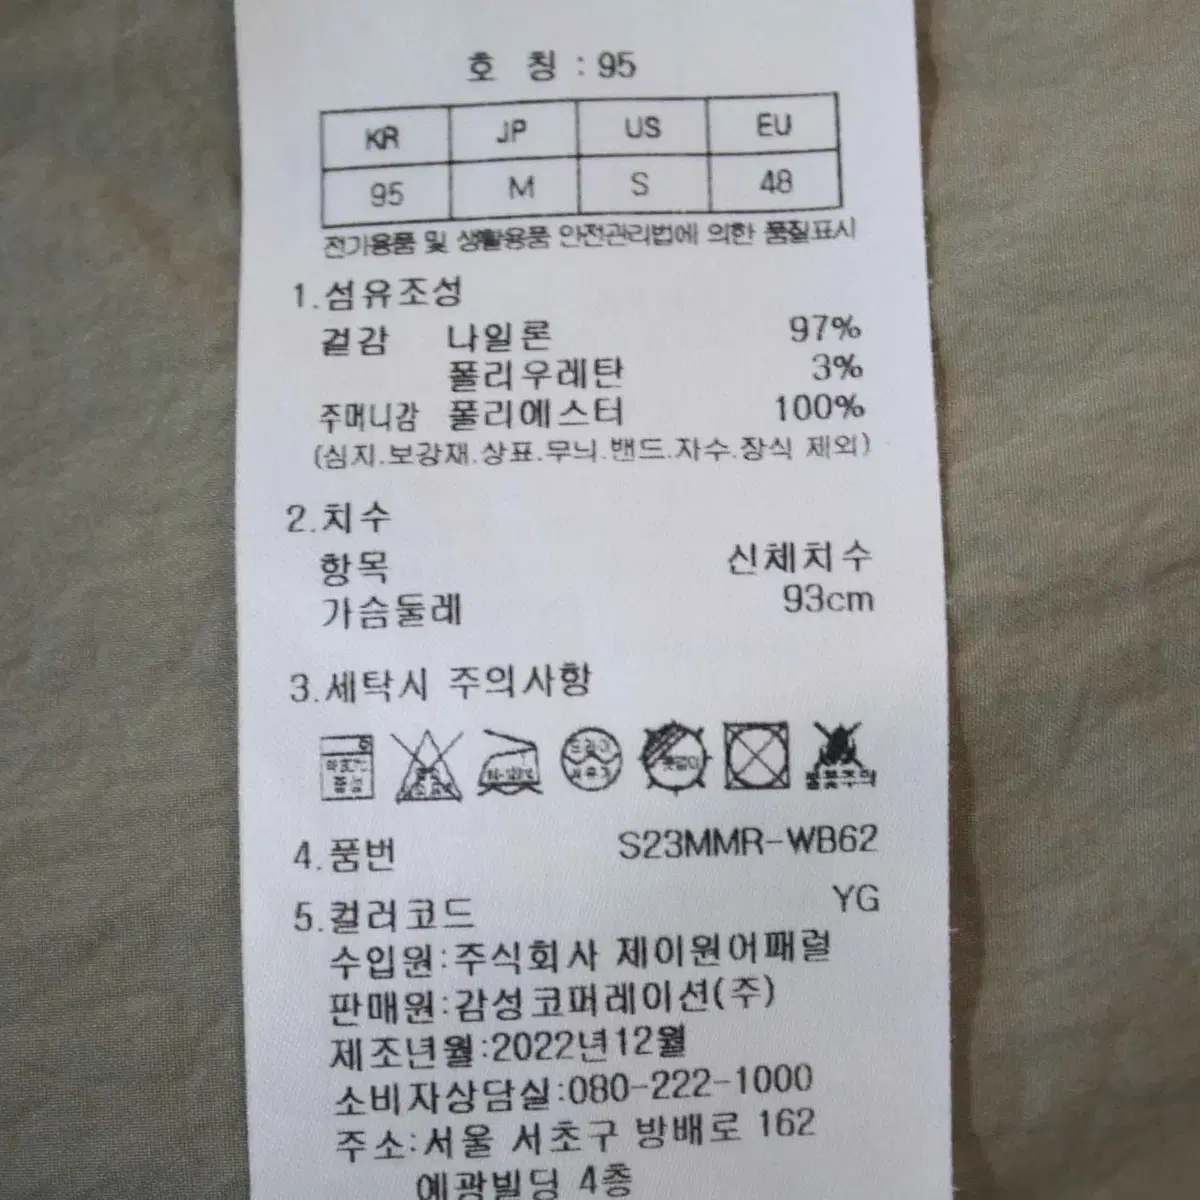 호 칭 : 95
KR JP US EU
95 M S 48
전기용품 및 생활용품 안전관리법에 의한 품질표시
1.섬유조성
겉감 나일론 97%
폴리우레탄 3%
주머니감 폴리에스터 100%
(심지.보강재.상표.무늬.밴드.자수.장식 제외)
2.치수
항목 신체치수
가슴둘레 93cm
3.세탁시 주의사항
드라이
4.품번 S23MMR-WB62
5.컬러코드 YG
수입원:주식회사 제이원어패럴
판매원:감성코퍼레이션(주)
제조년월:2022년12월
소비자상담실:080-222-1000
주소:서울 서초구 방배로 162
예광빌딩 4층